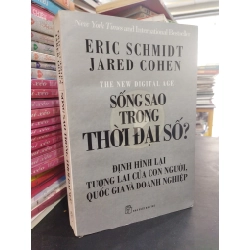 New York Times and International Bestseller
ERIC SCHMIDT
JARED COHEN
THE NEW DIGITAL AGE
SỐNG SAO
TRONG
THỜI ĐẠI SỐ?
ĐỊNH HÌNH LẠI
TƯƠNG LAI CỦA CON NGƯỜI,
QUỐC GIA VÀ DOANH NGHIỆP